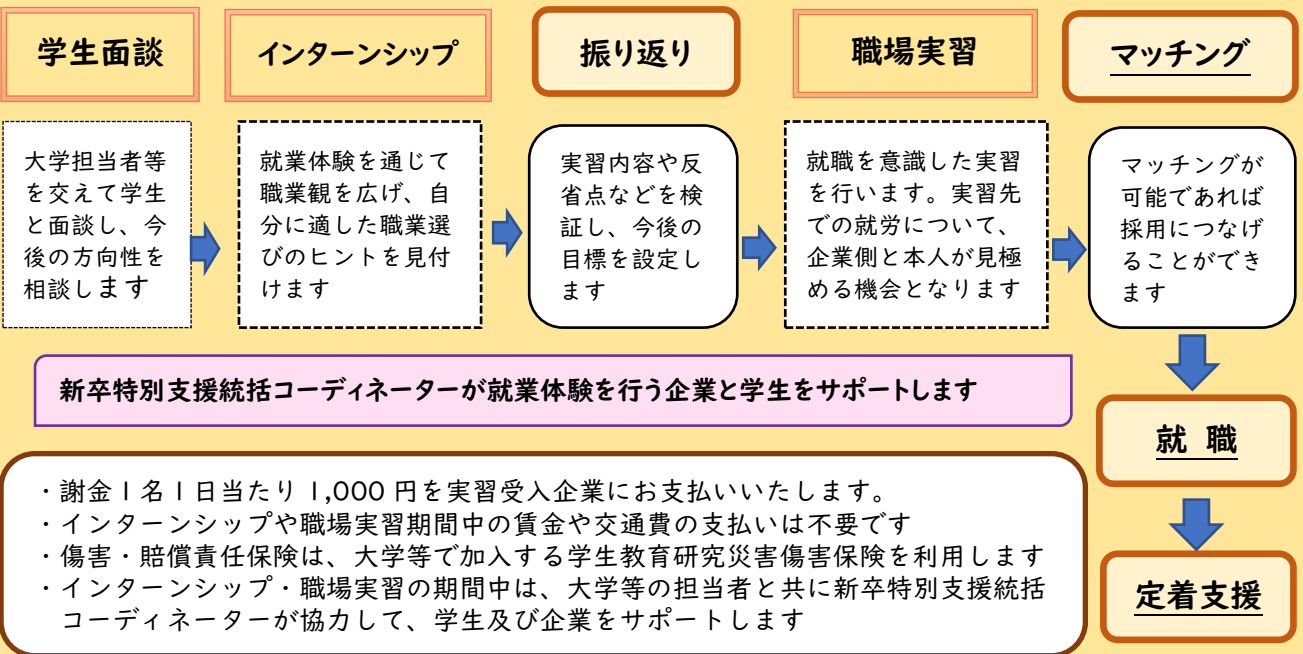 学生面談
インターンシップ
振り返り
職場実習
マッチング
大学担当者等
を交えて学生
と面談し、今
後の方向性を
相談します
就業体験を通じて
職業観を広げ、自
分に適した職業選
びのヒントを見付
けます
実習内容や反
省点などを検
証し、今後の
目標を設定し
ます
就職を意識した実習
を行います。実習先
での就労について、
企業側と本人が見極
める機会となります
マッチングが
可能であれば
採用につなげ
ることができ
ます
新卒特別支援統括コーディネーターが就業体験を行う企業と学生をサポートします
就 職
定着支援
・謝金1名1日当たり1,000円を実習受入企業にお支払いいたします。
・インターンシップや職場実習期間中の賃金や交通費の支払いは不要です
・傷害・賠償責任保険は、大学等で加入する学生教育研究災害傷害保険を利用します
・インターンシップ・職場実習の期間中は、大学等の担当者と共に新卒特別支援統括
コーディネーターが協力して、学生及び企業をサポートします